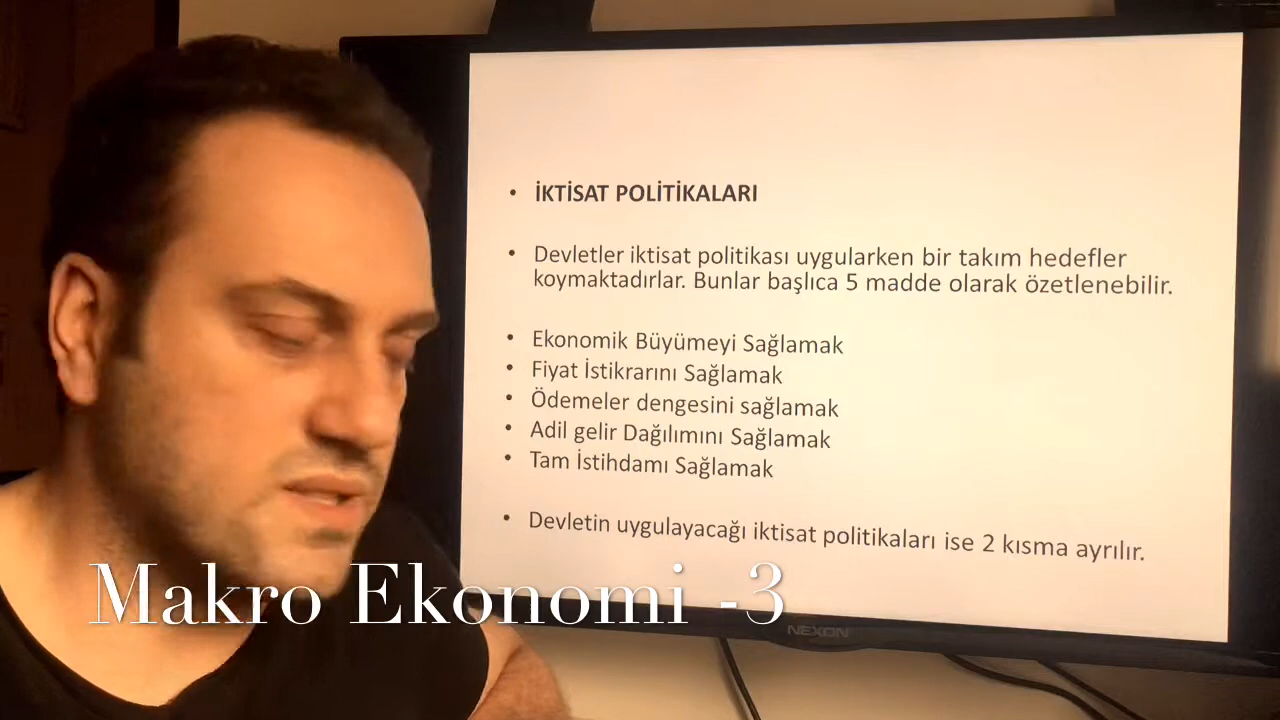 • İKTİSAT POLİTİKALARI
• Devletler iktisat politikası uygularken bir takım hedefler
koymaktadırlar. Bunlar başlıca 5 madde olarak özetlenebilir.
• Ekonomik Büyümeyi Sağlamak
• Fiyat İstikrarını Sağlamak
• Ödemeler dengesini sağlamak
• Adil gelir Dağılımını Sağlamak
• Tam İstihdamı Sağlamak
• Devletin uygulayacağı iktisat politikaları ise 2 kısma ayrılır.
Makro Ekonomi -3
NEXON